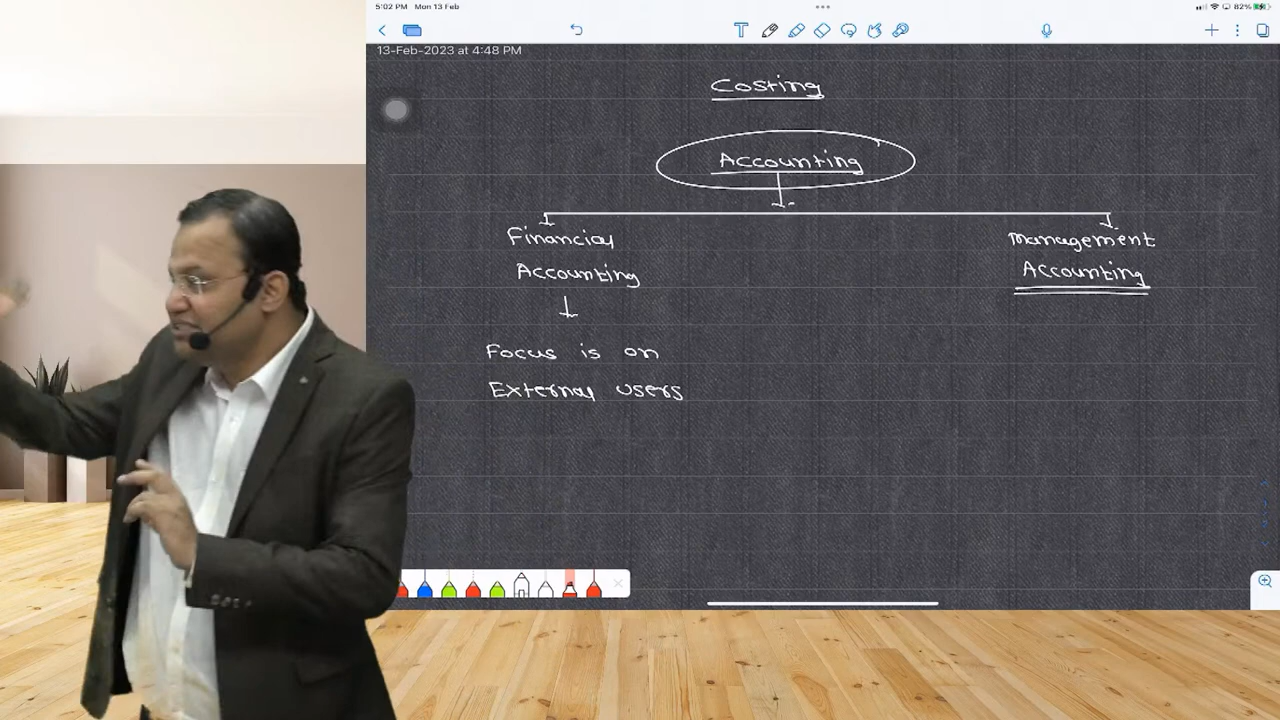 5:02 PM Mon 13 Feb
82%
13-Feb-2023 at 4:48 PM
Costing
Accounting
Financial
Accounting
Management
Accounting
Focus is on
External users